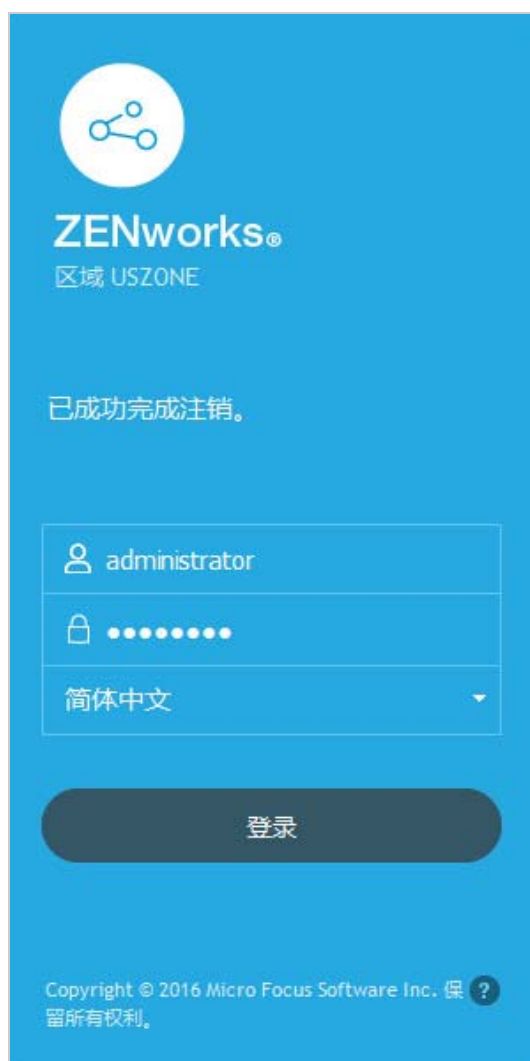 ZENworks®
区域 USZONE
已成功完成注销。
administrator
••••••••
简体中文
登录
Copyright © 2016 Micro Focus Software Inc. 保
留所有权利。
?